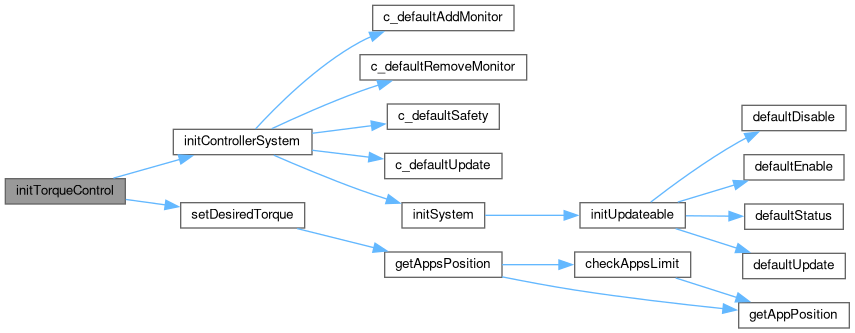 c_defaultAddMonitor
c_defaultRemoveMonitor
c_defaultSafety
defaultDisable
initControllerSystem
c_defaultUpdate
defaultEnable
initTorqueControl
setDesiredTorque
initSystem
initUpdateable
defaultStatus
getAppsPosition
checkAppsLimit
defaultUpdate
getAppPosition